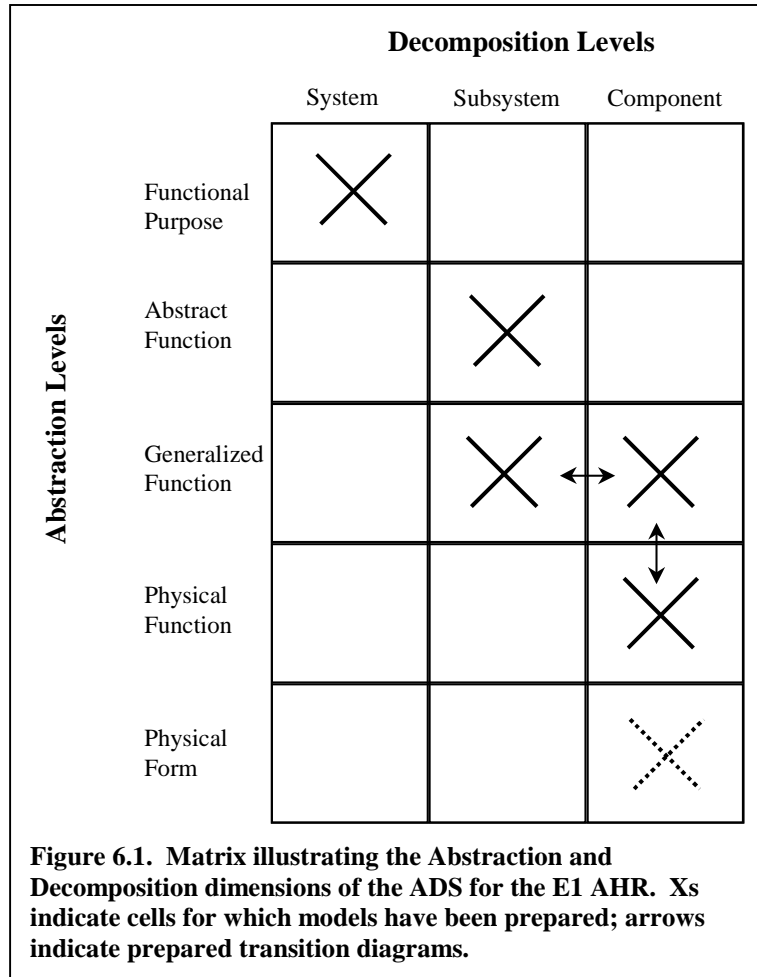 Decomposition Levels
System Subsystem Component
Functional
Purpose
Abstract
Function
Generalized
Function
Physical
Function
Physical
Form
Abstraction Levels
Figure 6.1. Matrix illustrating the Abstraction and
Decomposition dimensions of the ADS for the E1 AHR. Xs
indicate cells for which models have been prepared; arrows
indicate prepared transition diagrams.